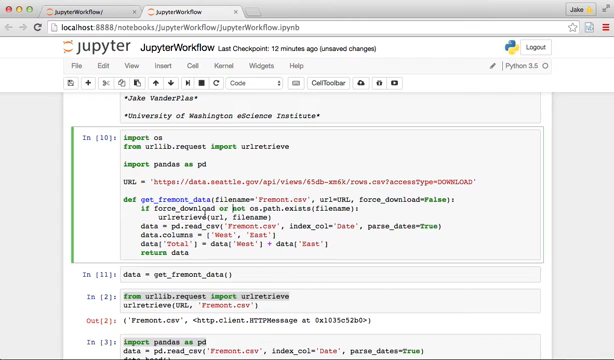 JupyterWorkflow
JupyterWorkflow
Jake
localhost:8888/notebooks/JupyterWorkflow/JupyterWorkflow.ipynb
jupyter JupyterWorkflow Last Checkpoint: 12 minutes ago (unsaved changes)
Logout
File Edit View Insert Cell Kernel Widgets Help
Python 3.5
Code
CellToolbar
*Jake VanderPlas*
*University of Washington eScience Institute*
In [10]: import os
from urllib.request import urlretrieve
import pandas as pd
URL = 'https://data.seattle.gov/api/views/65db-xm6k/rows.csv?accessType=DOWNLOAD'
def get_fremont_data(filename='Fremont.csv', url=URL, force_download=False):
if force_download or not os.path.exists(filename):
urlretrieve(url, filename)
data = pd.read_csv('Fremont.csv', index_col='Date', parse_dates=True)
data.columns = ['West', 'East']
data['Total'] = data['West'] + data['East']
return data
In [11]: data = get_fremont_data()
In [2]: from urllib.request import urlretrieve
urlretrieve(URL, 'Fremont.csv')
Out[2]: ('Fremont.csv', <http.client.HTTPMessage at 0x1035c52b0>)
In [3]: import pandas as pd
data = pd.read_csv('Fremont.csv', index_col='Date', parse_dates=True)
data.head()